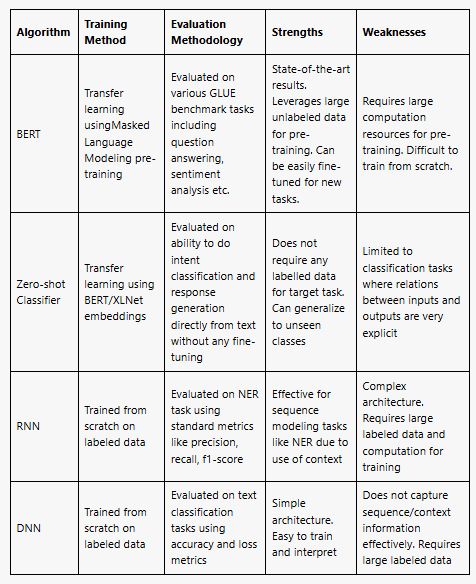 Algorithm
Training
Method
Evaluation
Methodology
Strengths
Weaknesses
BERT
Transfer
learning
usingMasked
Language
Modeling pre-
training
Evaluated on
various GLUE
benchmark tasks
including
question
answering,
sentiment
analysis etc.
State-of-the-art
results.
Leverages large
unlabeled data
for pre-
training. Can
be easily fine-
tuned for new
tasks.
Requires large
computation
resources for pre-
training. Difficult to
train from scratch.
Zero-shot
Classifier
Transfer
learning using
BERT/XLNet
embeddings
Evaluated on
ability to do
intent
classification and
response
generation
directly from text
without any fine-
tuning
Does not
require any
labelled data
for target task.
Can generalize
to unseen
classes
Limited to
classification tasks
where relations
between inputs and
outputs are very
explicit
RNN
Trained from
scratch on
labeled data
Evaluated on NER
task using
standard metrics
like precision,
recall, f1-score
Effective for
sequence
modeling tasks
like NER due to
use of context
Complex
architecture.
Requires large
labeled data and
computation for
training
DNN
Trained from
scratch on
labeled data
Evaluated on text
classification
tasks using
accuracy and loss
metrics
Simple
architecture.
Easy to train
and interpret
Does not capture
sequence/context
information
effectively. Requires
large labeled data